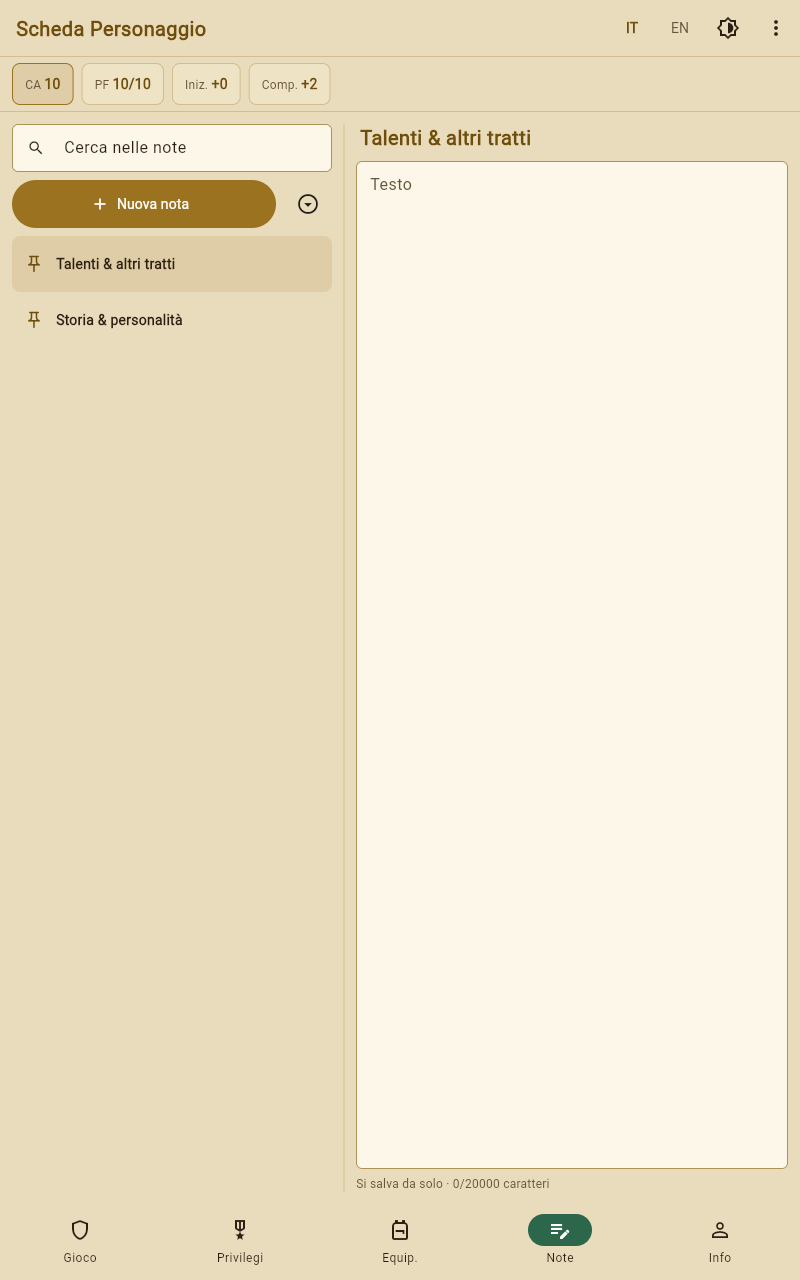 Scheda Personaggio
IT
EN
CA 10
PF 10/10
Iniz. +0
Comp. +2
Cerca nelle note
Nuova nota
Talenti & altri tratti
Storia & personalità
Talenti & altri tratti
Testo
Si salva da solo · 0/20000 caratteri
Gioco
Privilegi
Equip.
Note
Info